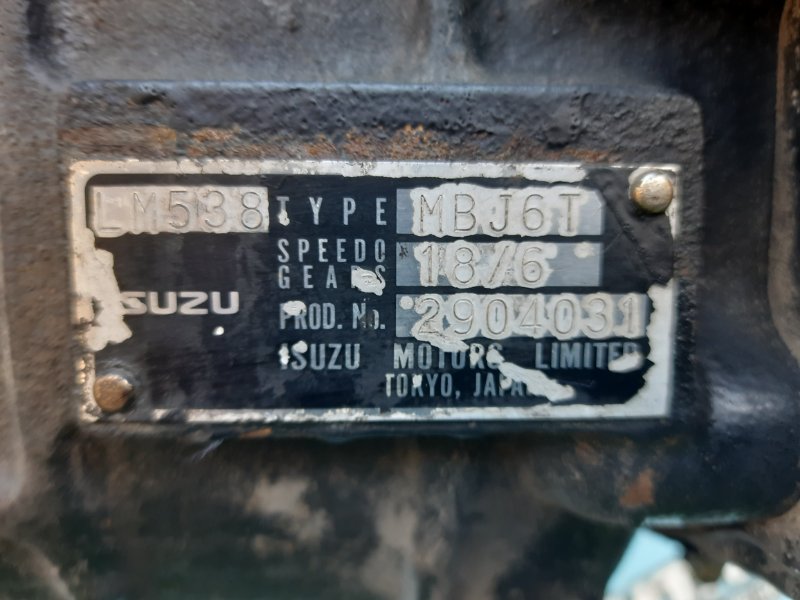 LM538 TYPE MBJ6T
SPEEDO GEARS 18/6
ISUZU PROD. No. 2904031
ISUZU MOTORS LIMITED
TOKYO, JAPAN